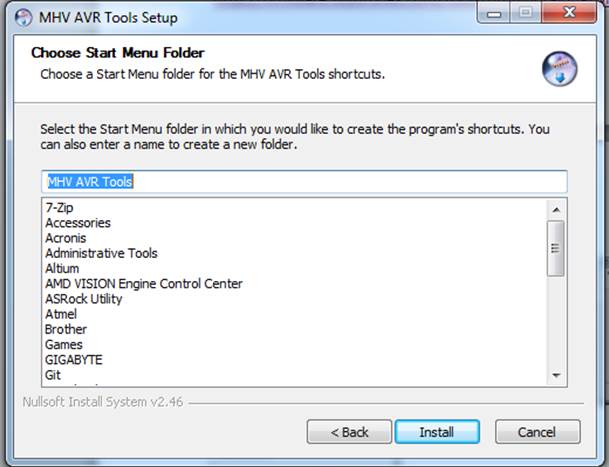 MHV AVR Tools Setup
Choose Start Menu Folder
Choose a Start Menu folder for the MHV AVR Tools shortcuts.
Select the Start Menu folder in which you would like to create the program's shortcuts. You
can also enter a name to create a new folder.
MHV AVR Tools
7-Zip
Accessories
Acronis
Administrative Tools
Altium
AMD VISION Engine Control Center
ASRock Utility
Atmel
Brother
Games
GIGABYTE
Git
Nullsoft Install System v2.46
< Back Install Cancel